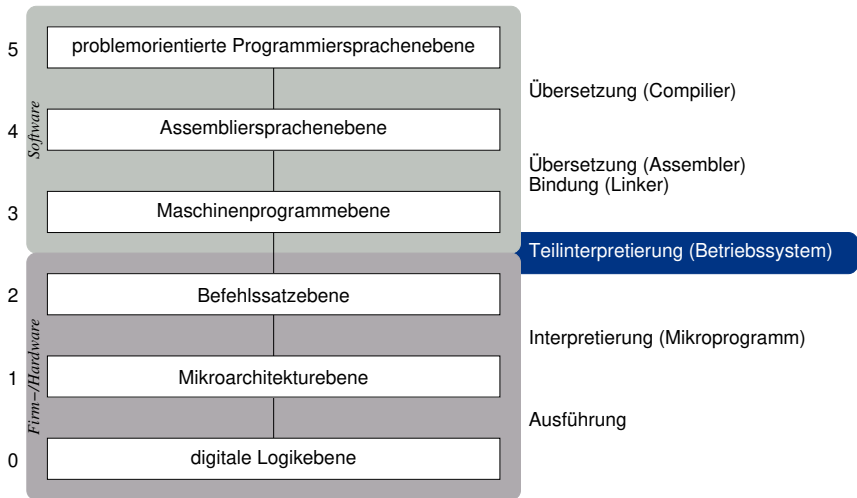 5
problemorientierte Programmiersprachenebene
Übersetzung (Compilier)
4
Software
Assembliersprachenebene
Übersetzung (Assembler)
Bindung (Linker)
3
Maschinenprogrammebene
Teilinterpretierung (Betriebssystem)
2
Befehlssatzebene
Interpretierung (Mikroprogramm)
1
Firm-/Hardware
Mikroarchitekturebene
Ausführung
0
digitale Logikebene